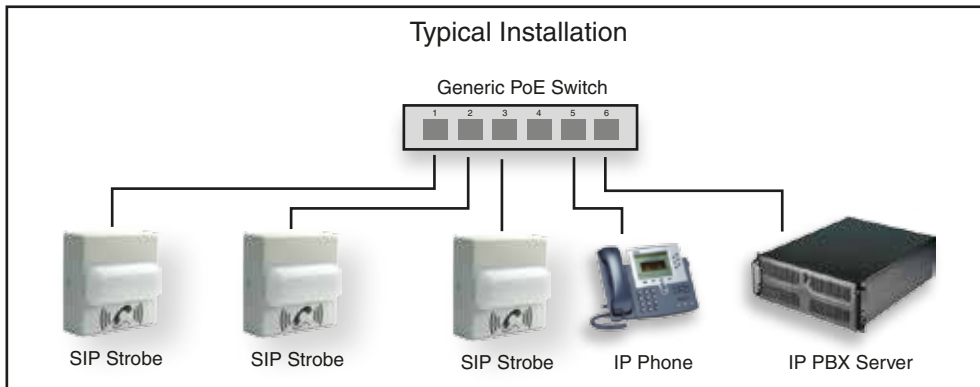 Typical Installation
Generic PoE Switch
1 2 3 4 5 6
SIP Strobe SIP Strobe SIP Strobe IP Phone IP PBX Server